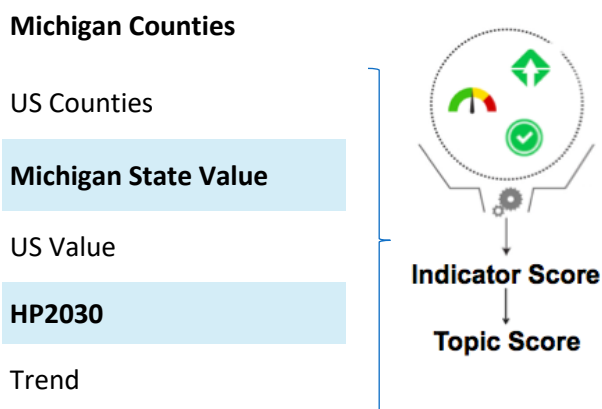 Michigan Counties
US Counties
Michigan State Value
US Value
HP2030
Trend
Indicator Score
Topic Score